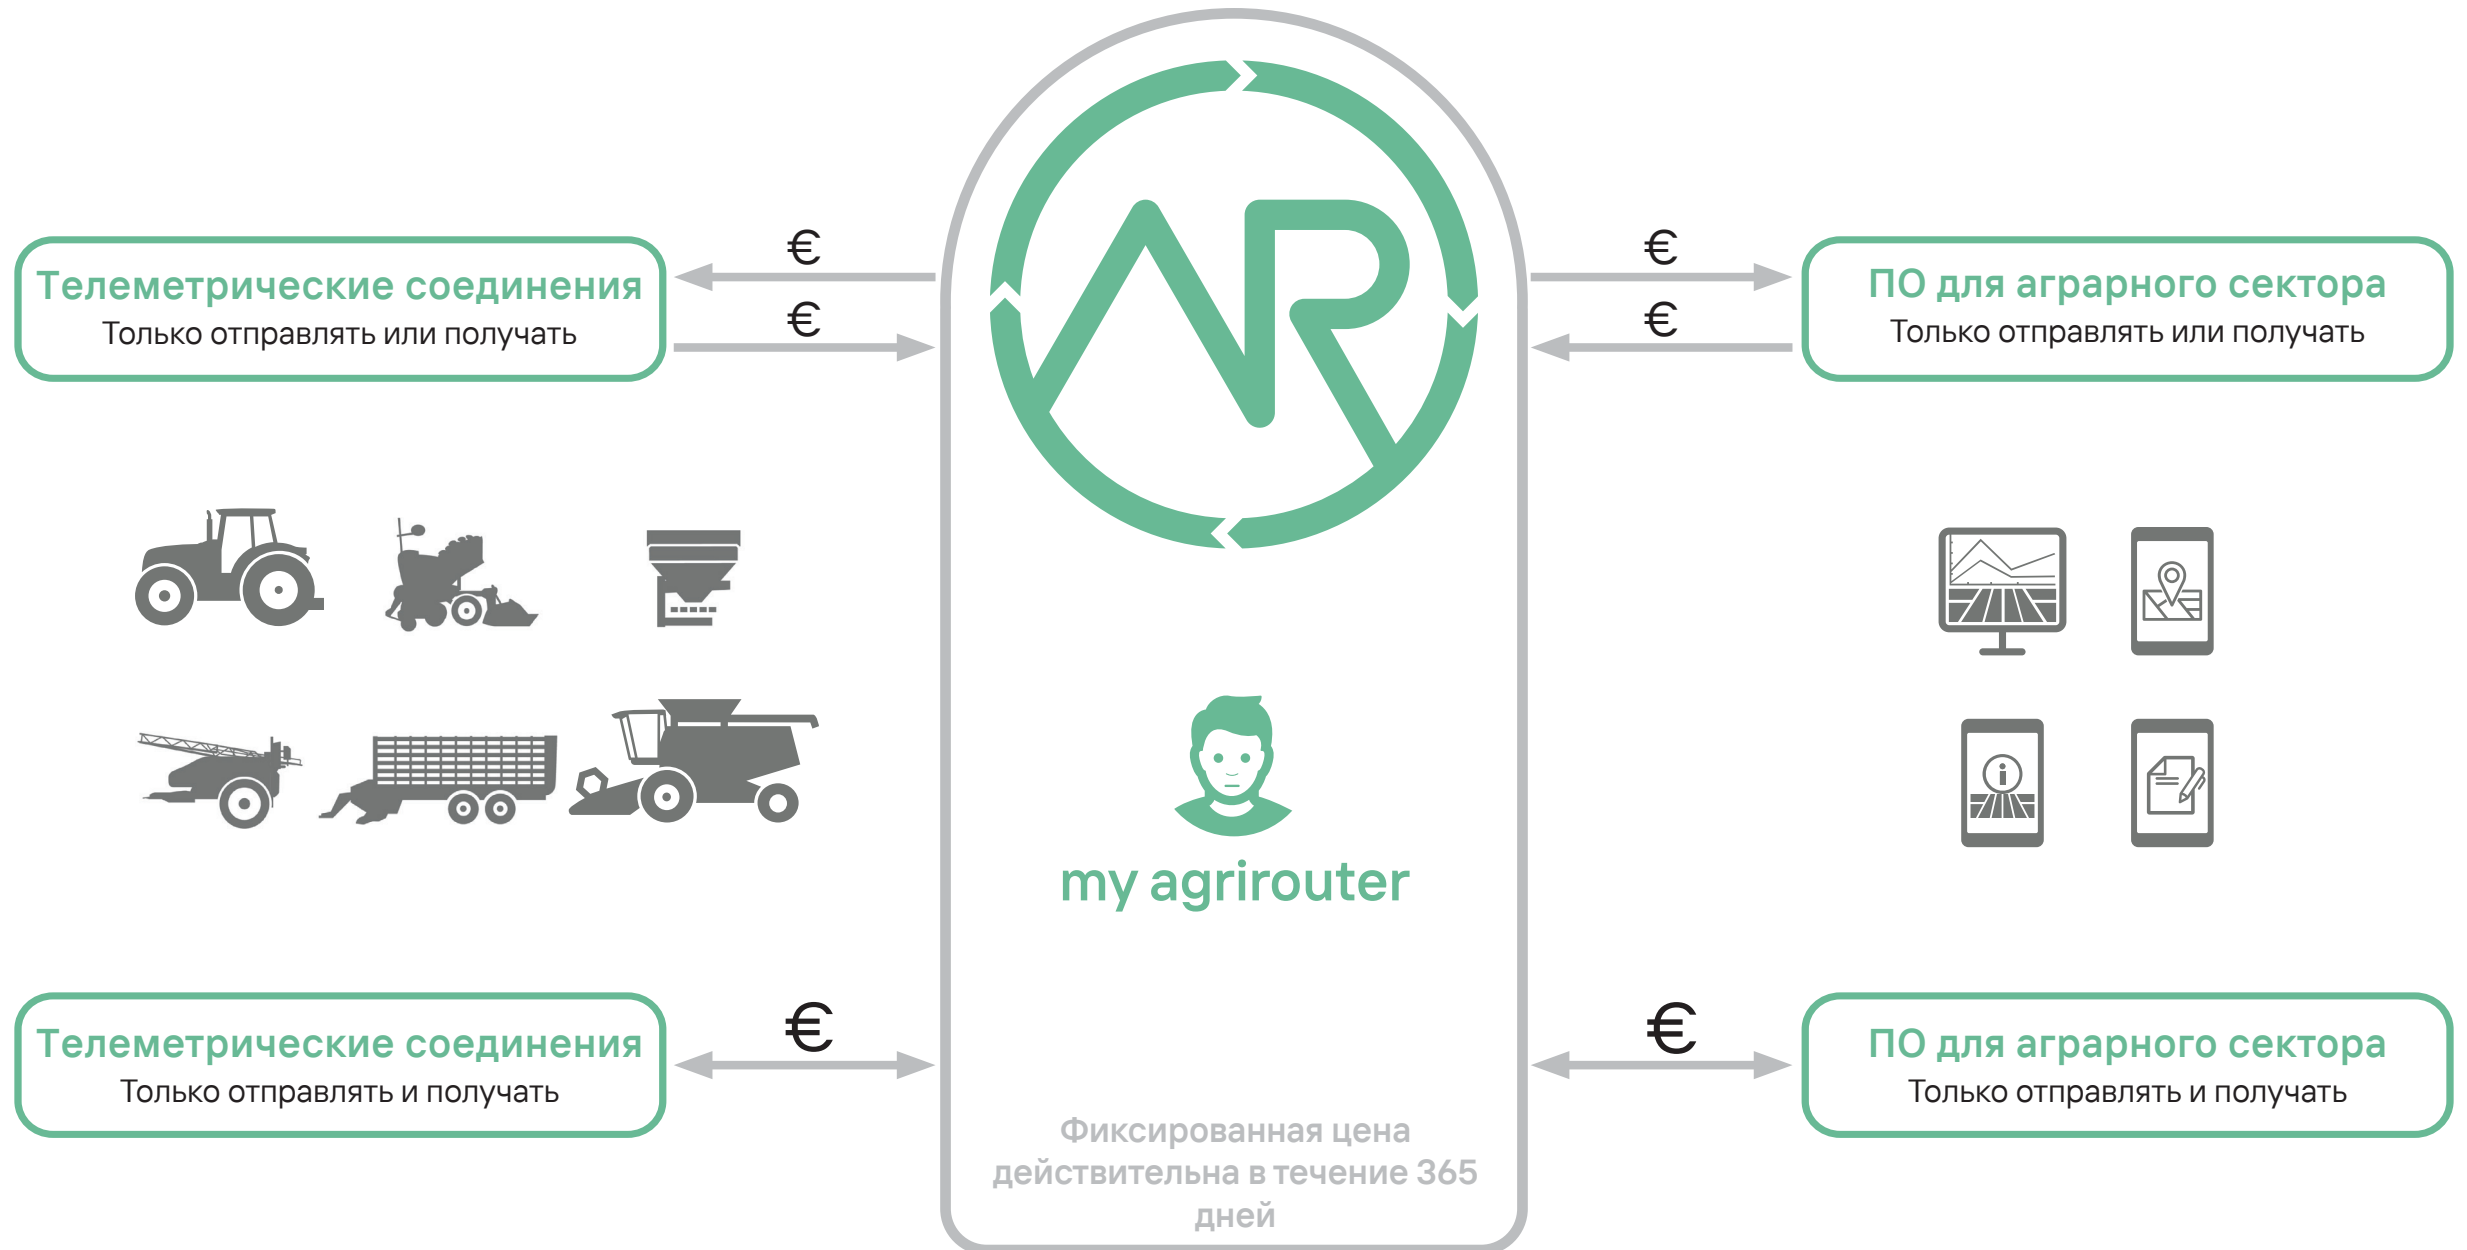 €
€
Телеметрические соединения
Только отправлять или получать
€
€
ПО для аграрного сектора
Только отправлять или получать
AR
my agrirouter
€
Телеметрические соединения
Только отправлять и получать
€
ПО для аграрного сектора
Только отправлять и получать
Фиксированная цена
действительна в течение 365
дней